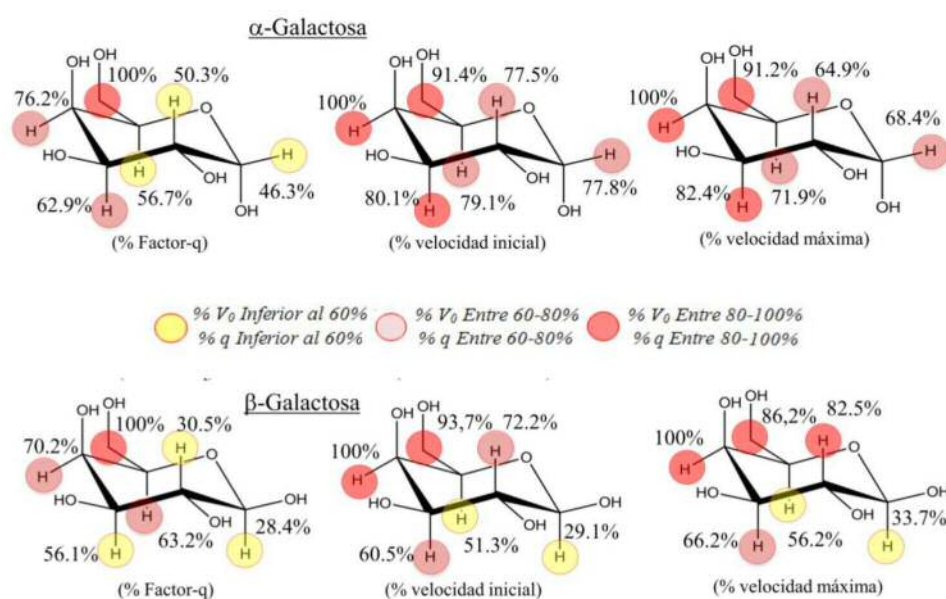 α-Galactosa
OH
OH
100%
50.3%
76.2%
H
O
H
HO
H
H
OH
56.7%
46.3%
62.9%
H
OH
(% Factor-q)
OH
OH
91.4%
77.5%
100%
H
O
H
HO
H
H
OH
80.1%
79.1%
77.8%
H
OH
(% velocidad inicial)
OH
OH
91.2%
64.9%
100%
H
O
68.4%
H
HO
H
H
OH
82.4%
71.9%
H
OH
(% velocidad máxima)
% V₀ Inferior al 60%
% q Inferior al 60%
% V₀ Entre 60-80%
% q Entre 60-80%
% V₀ Entre 80-100%
% q Entre 80-100%
β-Galactosa
OH
OH
100%
30.5%
70.2%
H
O
H
HO
OH
H
OH
28.4%
56.1%
H
63.2%
H
(% Factor-q)
OH
OH
93,7%
72.2%
100%
H
O
H
HO
OH
H
OH
29.1%
60.5%
H
51.3%
H
(% velocidad inicial)
OH
OH
86,2%
82.5%
100%
H
O
H
HO
OH
H
OH
33.7%
66.2%
H
56.2%
H
(% velocidad máxima)